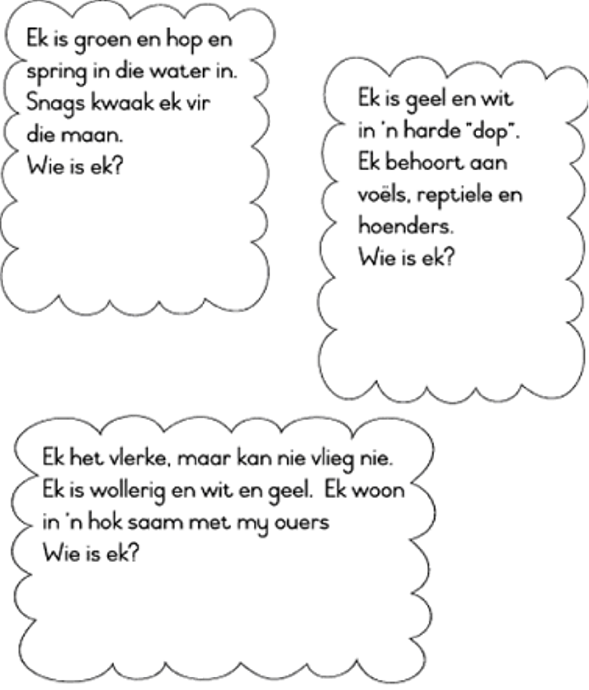 Ek is groen en hop en
spring in die water in.
Snags kwaak ek vir
die maan.
Wie is ek?
Ek is geel en wit
in 'n harde "dop".
Ek behoort aan
voëls, reptiele en
hoenders.
Wie is ek?
Ek het vlerke, maar kan nie vlieg nie.
Ek is wollerig en wit en geel. Ek woon
in 'n hok saam met my ouers
Wie is ek?